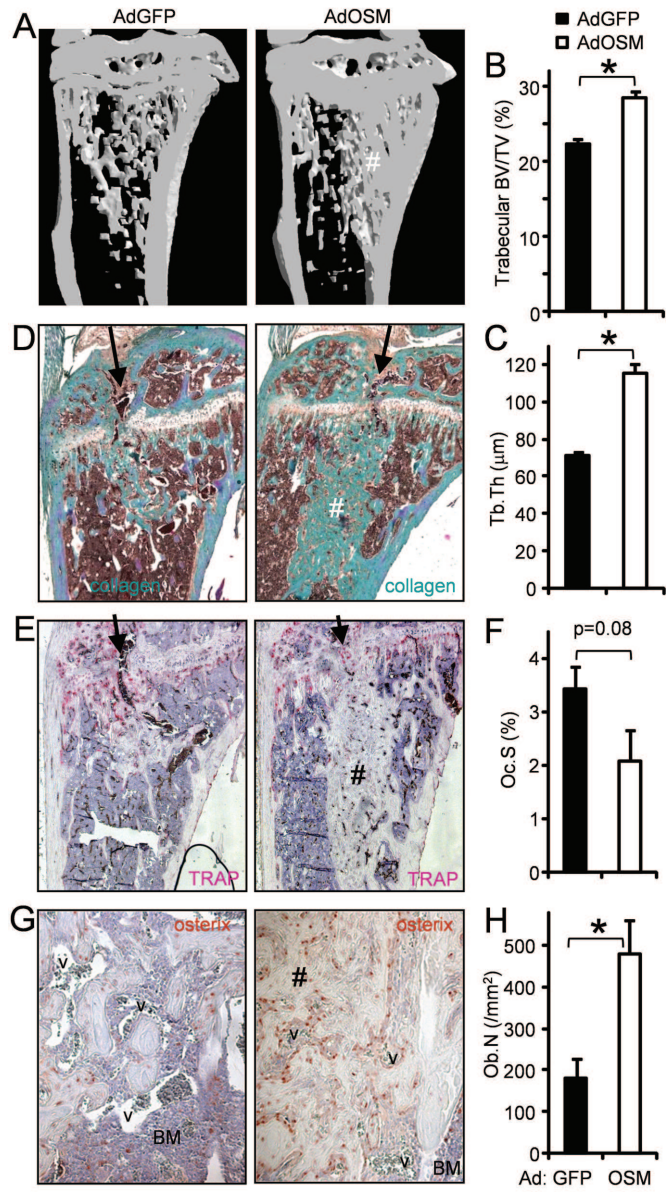 A
AdGFP
AdOSM
#
AdGFP
AdOSM
B
*
Trabecular BV/TV (%)
30
20
10
0
D
collagen
#
collagen
C
*
Tb.Th (μm)
120
100
80
60
40
20
0
E
TRAP
#
TRAP
F
p=0.08
Oc.S (%)
4
3
2
1
0
G
osterix
v
v
v
BM
osterix
#
v
v
v
BM
H
*
Ob.N (/mm²)
500
400
300
200
100
0
Ad: GFP OSM